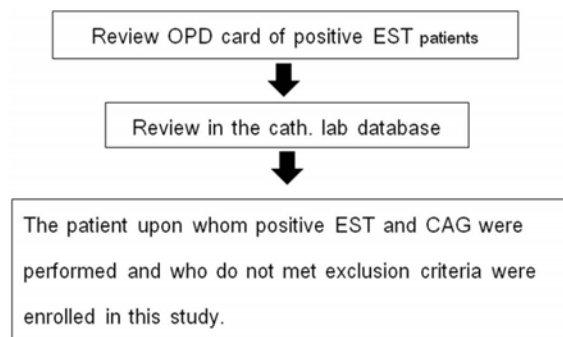 Review OPD card of positive EST patients
Review in the cath. lab database
The patient upon whom positive EST and CAG were
performed and who do not met exclusion criteria were
enrolled in this study.